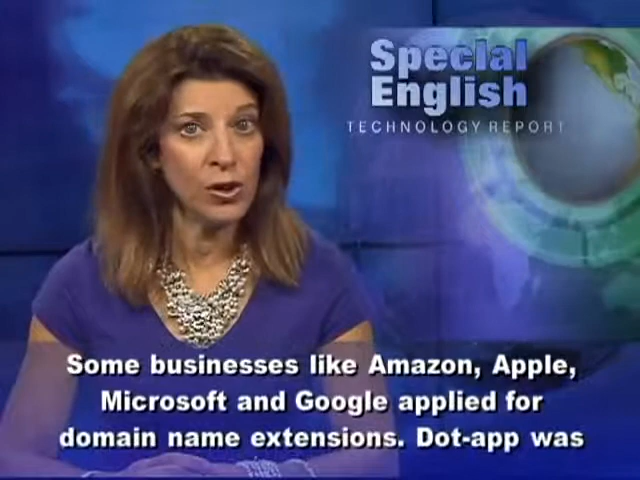 Special
English
TECHNOLOGY REPORT
Some businesses like Amazon, Apple,
Microsoft and Google applied for
domain name extensions. Dot-app was